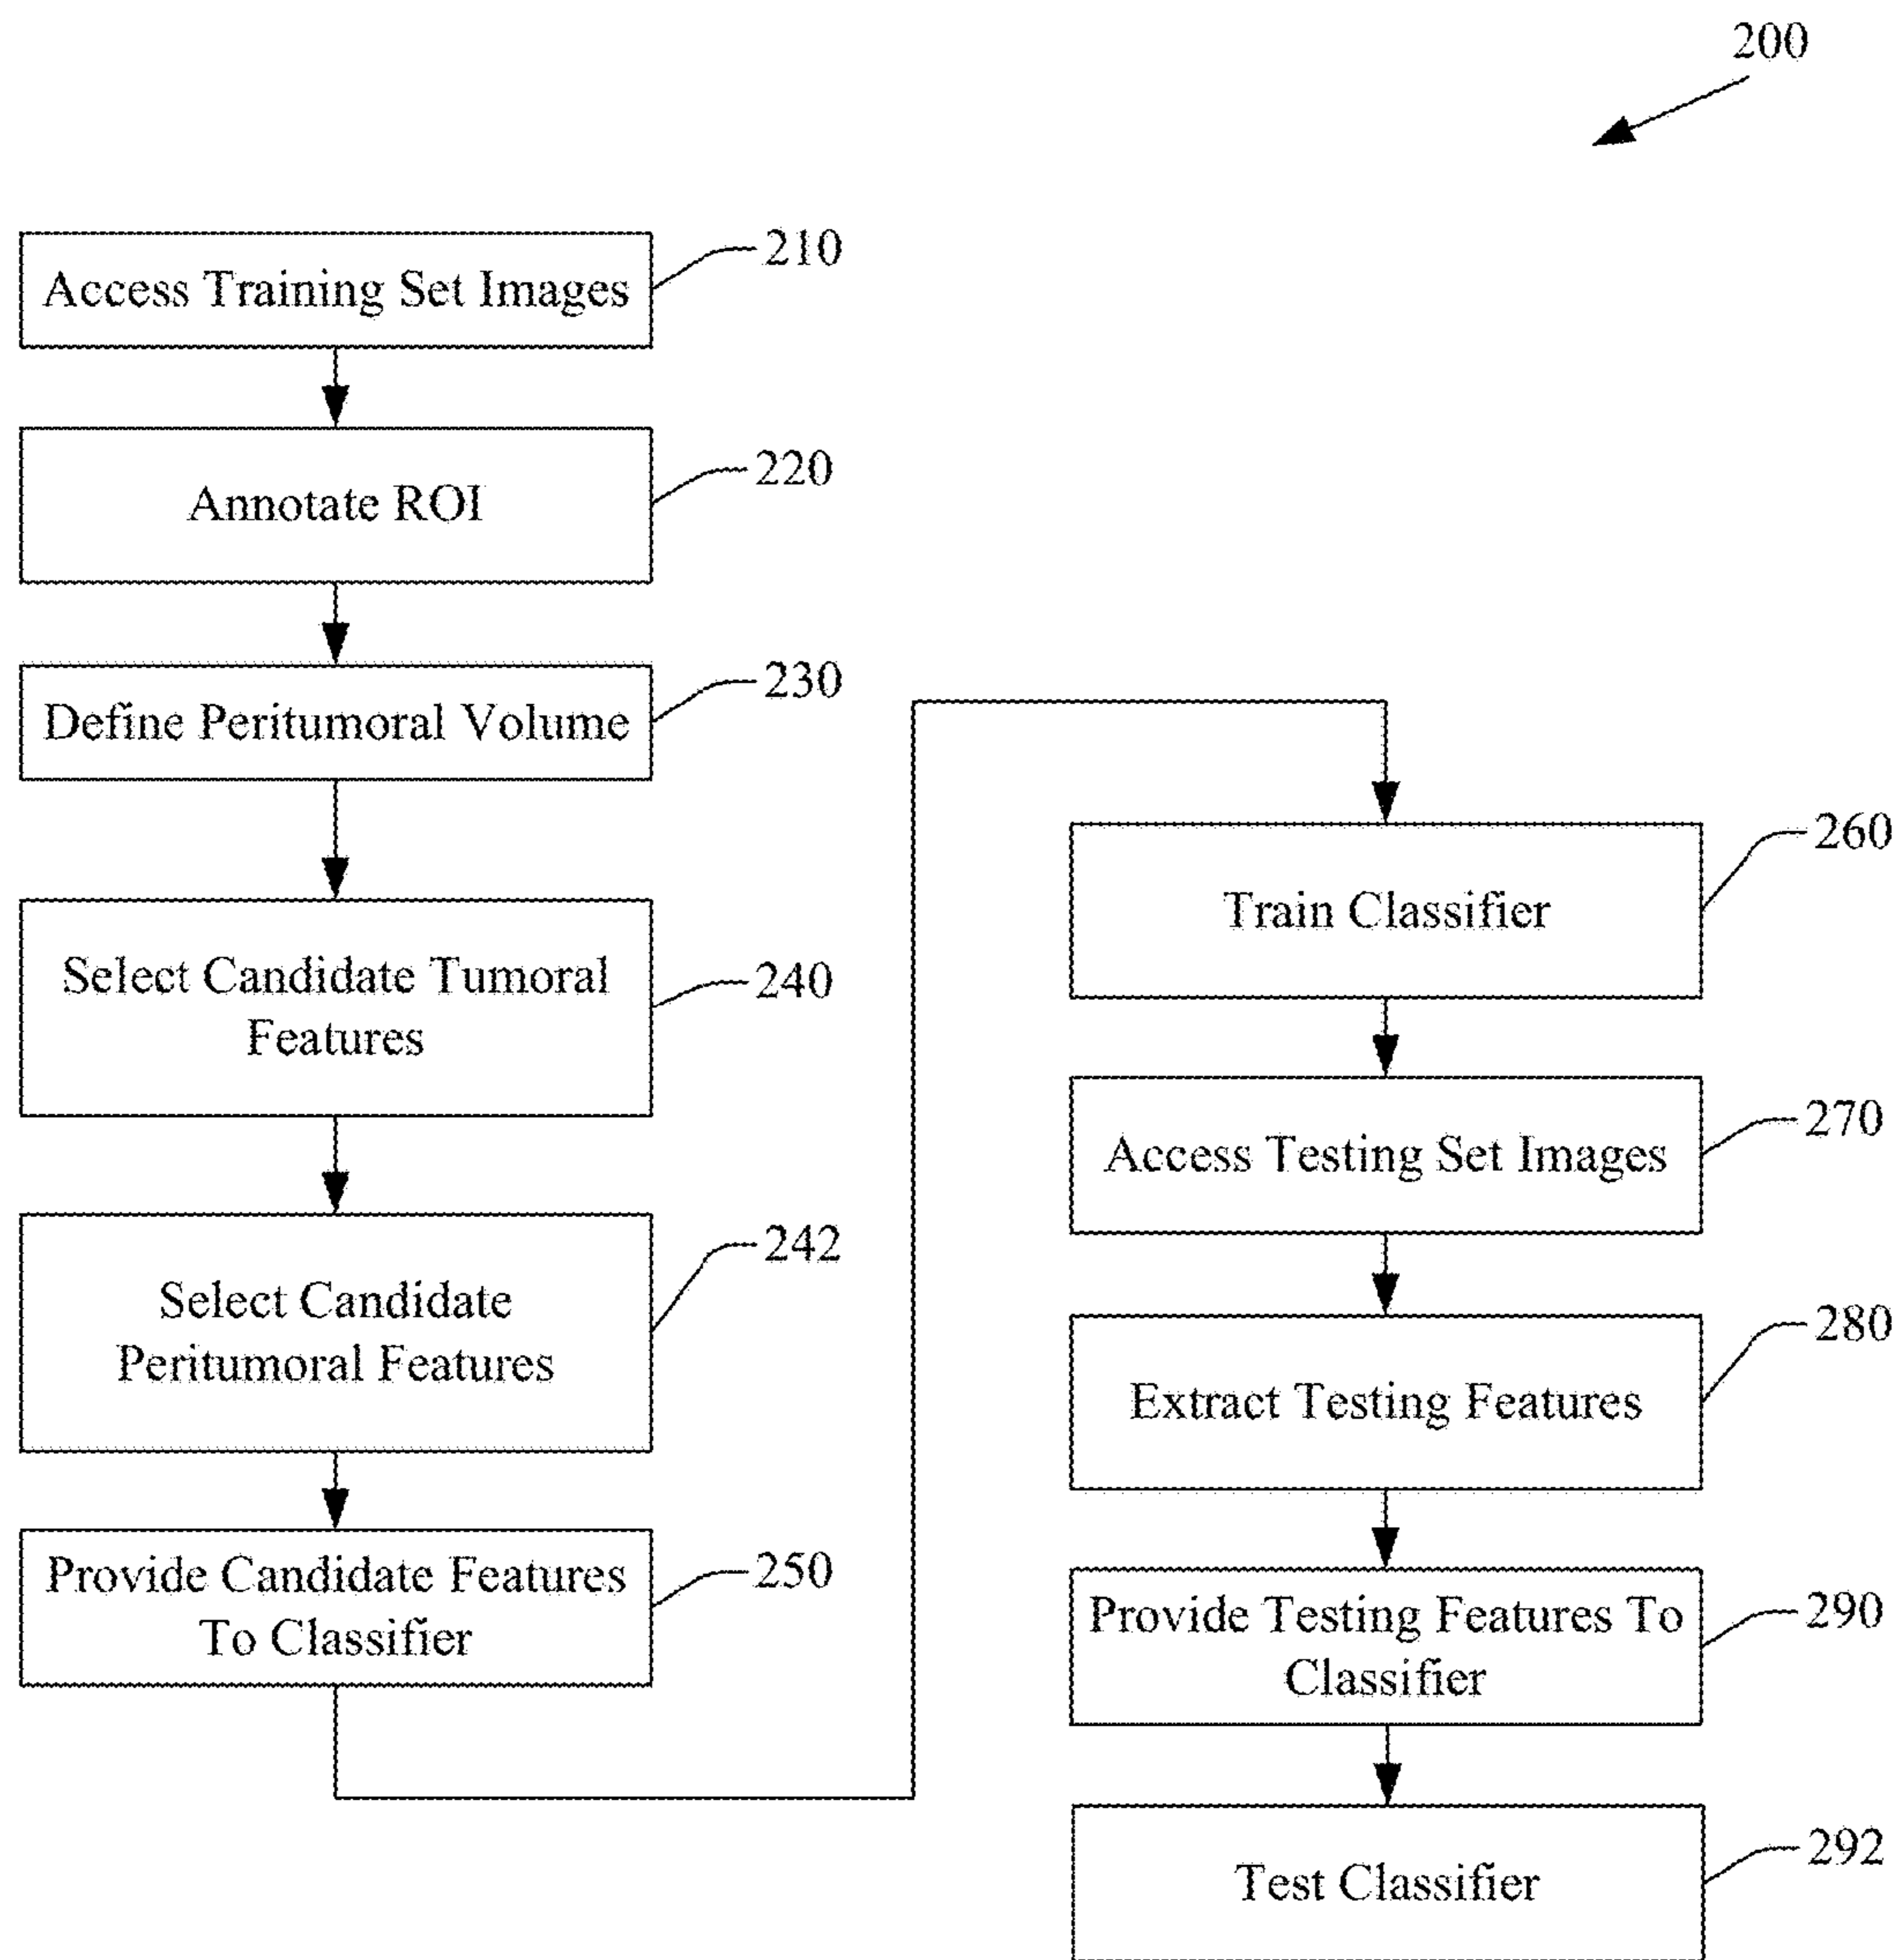 200
Access Training Set Images
210
Annotate ROI
220
Define Peritumoral Volume
230
Select Candidate Tumoral
Features
240
Select Candidate
Peritumoral Features
242
Provide Candidate Features
To Classifier
250
Train Classifier
260
Access Testing Set Images
270
Extract Testing Features
280
Provide Testing Features To
Classifier
290
Test Classifier
292